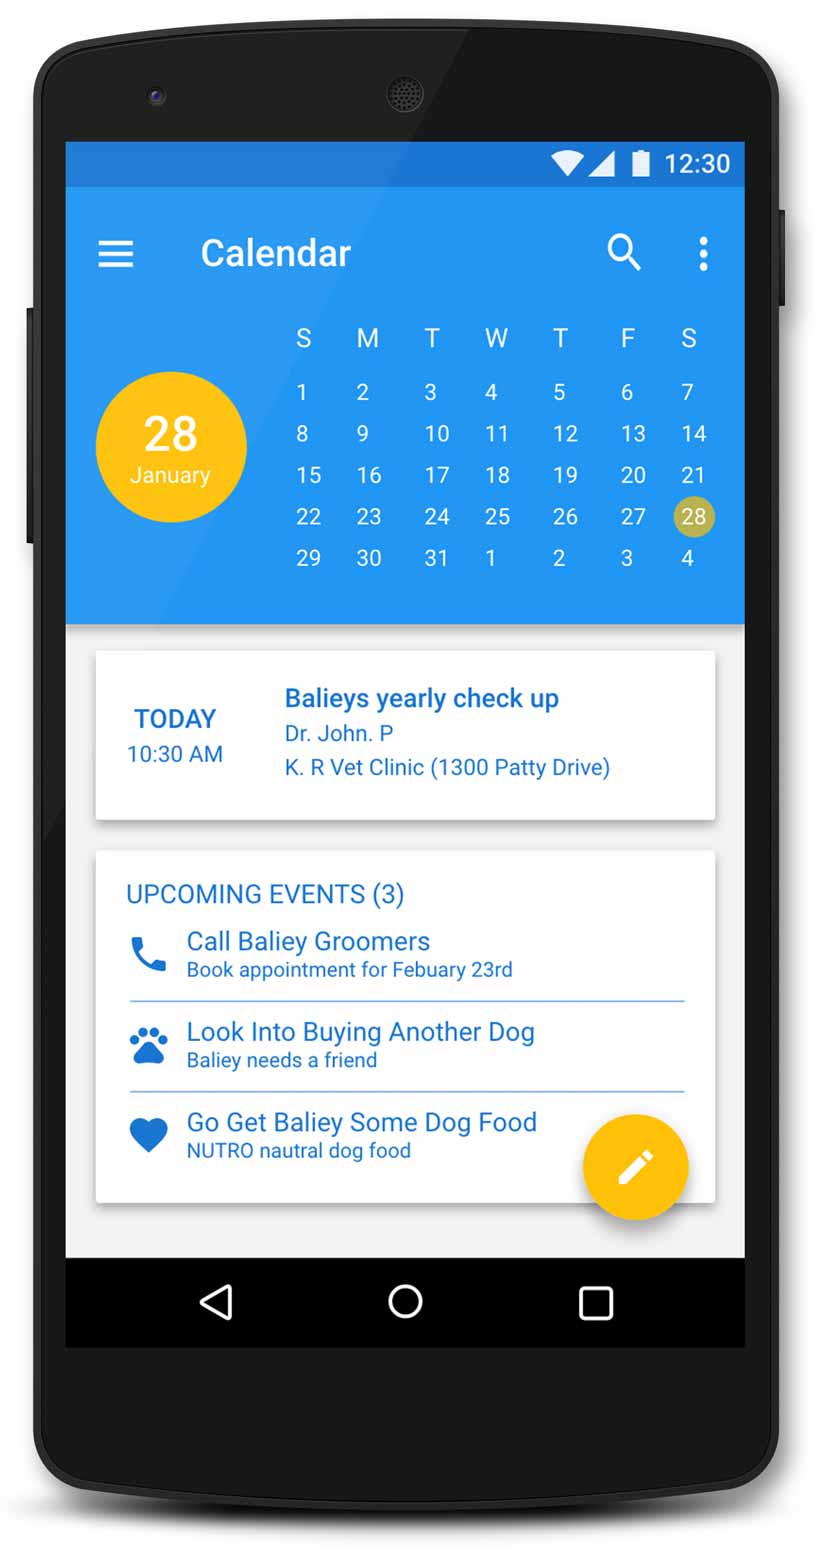 12:30
Calendar
S M T W T F S
1 2 3 4 5 6 7
8 9 10 11 12 13 14
28
January
15 16 17 18 19 20 21
22 23 24 25 26 27 28
29 30 31 1 2 3 4
TODAY
10:30 AM
Balieys yearly check up
Dr. John. P
K. R Vet Clinic (1300 Patty Drive)
UPCOMING EVENTS (3)
Call Baliey Groomers
Book appointment for Febuary 23rd
Look Into Buying Another Dog
Baliey needs a friend
Go Get Baliey Some Dog Food
NUTRO nautral dog food